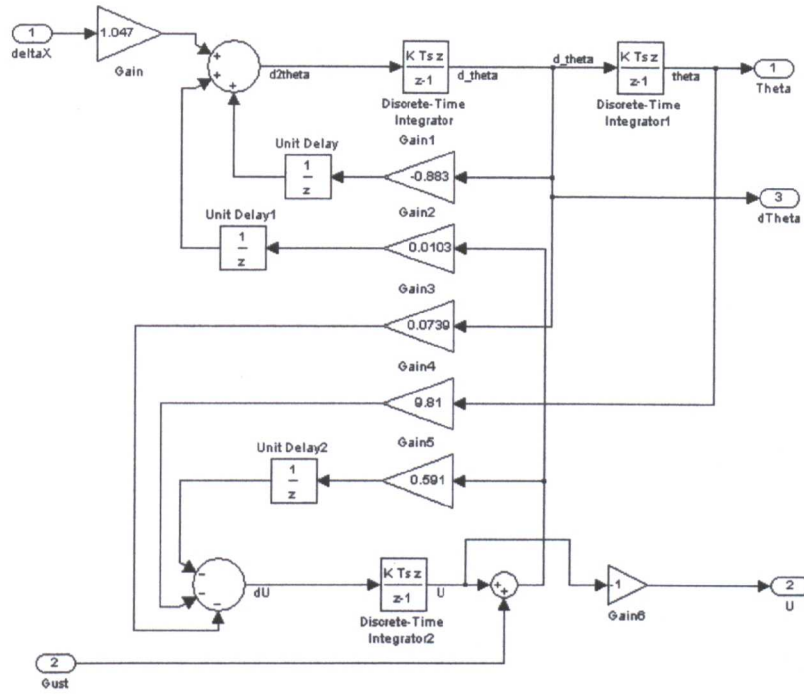 1
deltaX
1.047
Gain
+
+
+
d2theta
K Ts z
z-1
d_theta
Discrete-Time
Integrator
d_theta
K Ts z
z-1
theta
Discrete-Time
Integrator1
1
Theta
Unit Delay
1
z
Gain1
-0.883
3
dTheta
Unit Delay1
1
z
Gain2
0.0103
Gain3
0.0739
Gain4
9.81
Unit Delay2
1
z
Gain5
0.591
-
-
-
dU
K Ts z
z-1
U
Discrete-Time
Integrator2
+
+
-1
Gain6
2
U
2
Gust